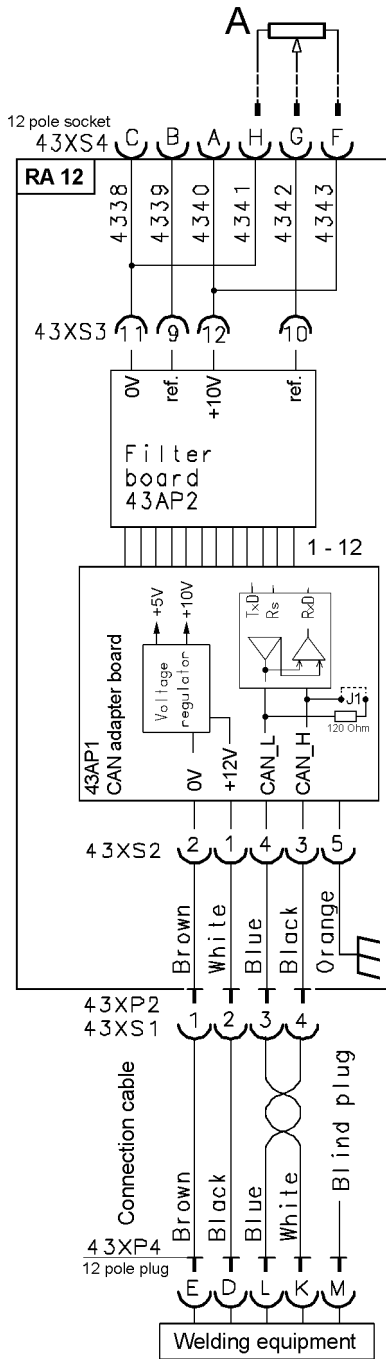 A
12 pole socket
43XS4 C B A H G F
RA 12
4338 4339 4340 4341 4342 4343
43XS3 11 9 12 10
0V ref. +10V ref.
Filter
board
43AP2
1 - 12
+5V +10V
Voltage
regulator
TxD Rs RxD
J1
120 Ohm
43AP1
CAN adapter board
0V +12V CAN_L CAN_H
43XS2 2 1 4 3 5
Brown White Blue Black Orange
43XP2
43XS1 1 2 3 4
Connection cable
Brown Black Blue White Blind plug
43XP4
12 pole plug
E D L K M
Welding equipment